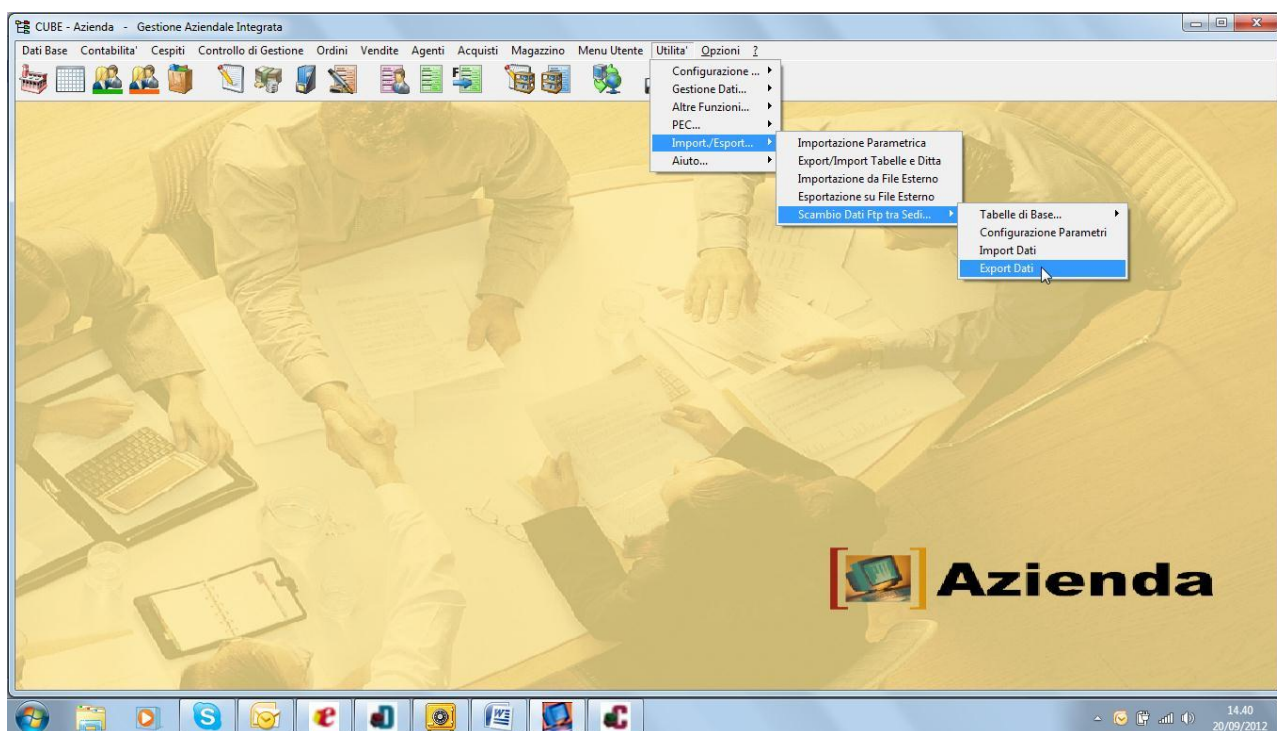 CUBE - Azienda - Gestione Aziendale Integrata
Dati Base Contabilita' Cespiti Controllo di Gestione Ordini Vendite Agenti Acquisti Magazzino Menu Utente Utilita' Opzioni ?
Configurazione ...
Gestione Dati...
Altre Funzioni...
PEC...
Import./Esport...
Aiuto...
Importazione Parametrica
Export/Import Tabelle e Ditta
Importazione da File Esterno
Esportazione su File Esterno
Scambio Dati Ftp tra Sedi...
Tabelle di Base...
Configurazione Parametri
Import Dati
Export Dati
[ ] Azienda
14.40
20/09/2012